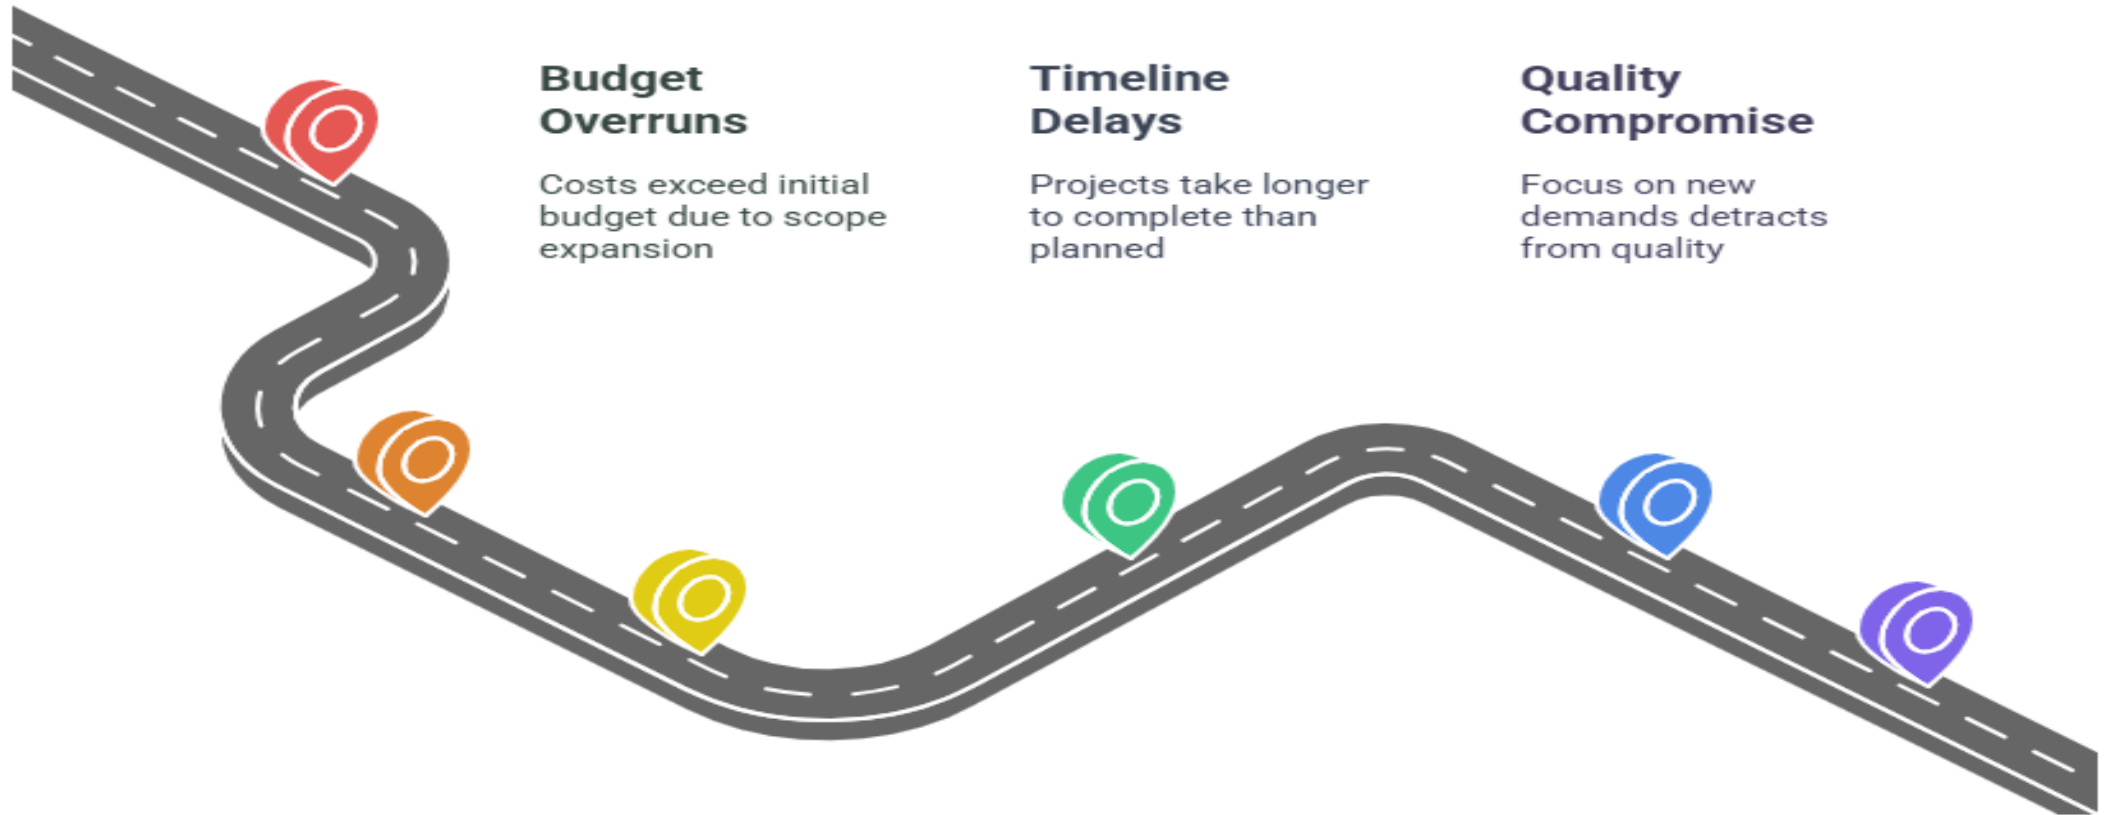 Budget
Overruns
Costs exceed initial
budget due to scope
expansion
Timeline
Delays
Projects take longer
to complete than
planned
Quality
Compromise
Focus on new
demands detracts
from quality